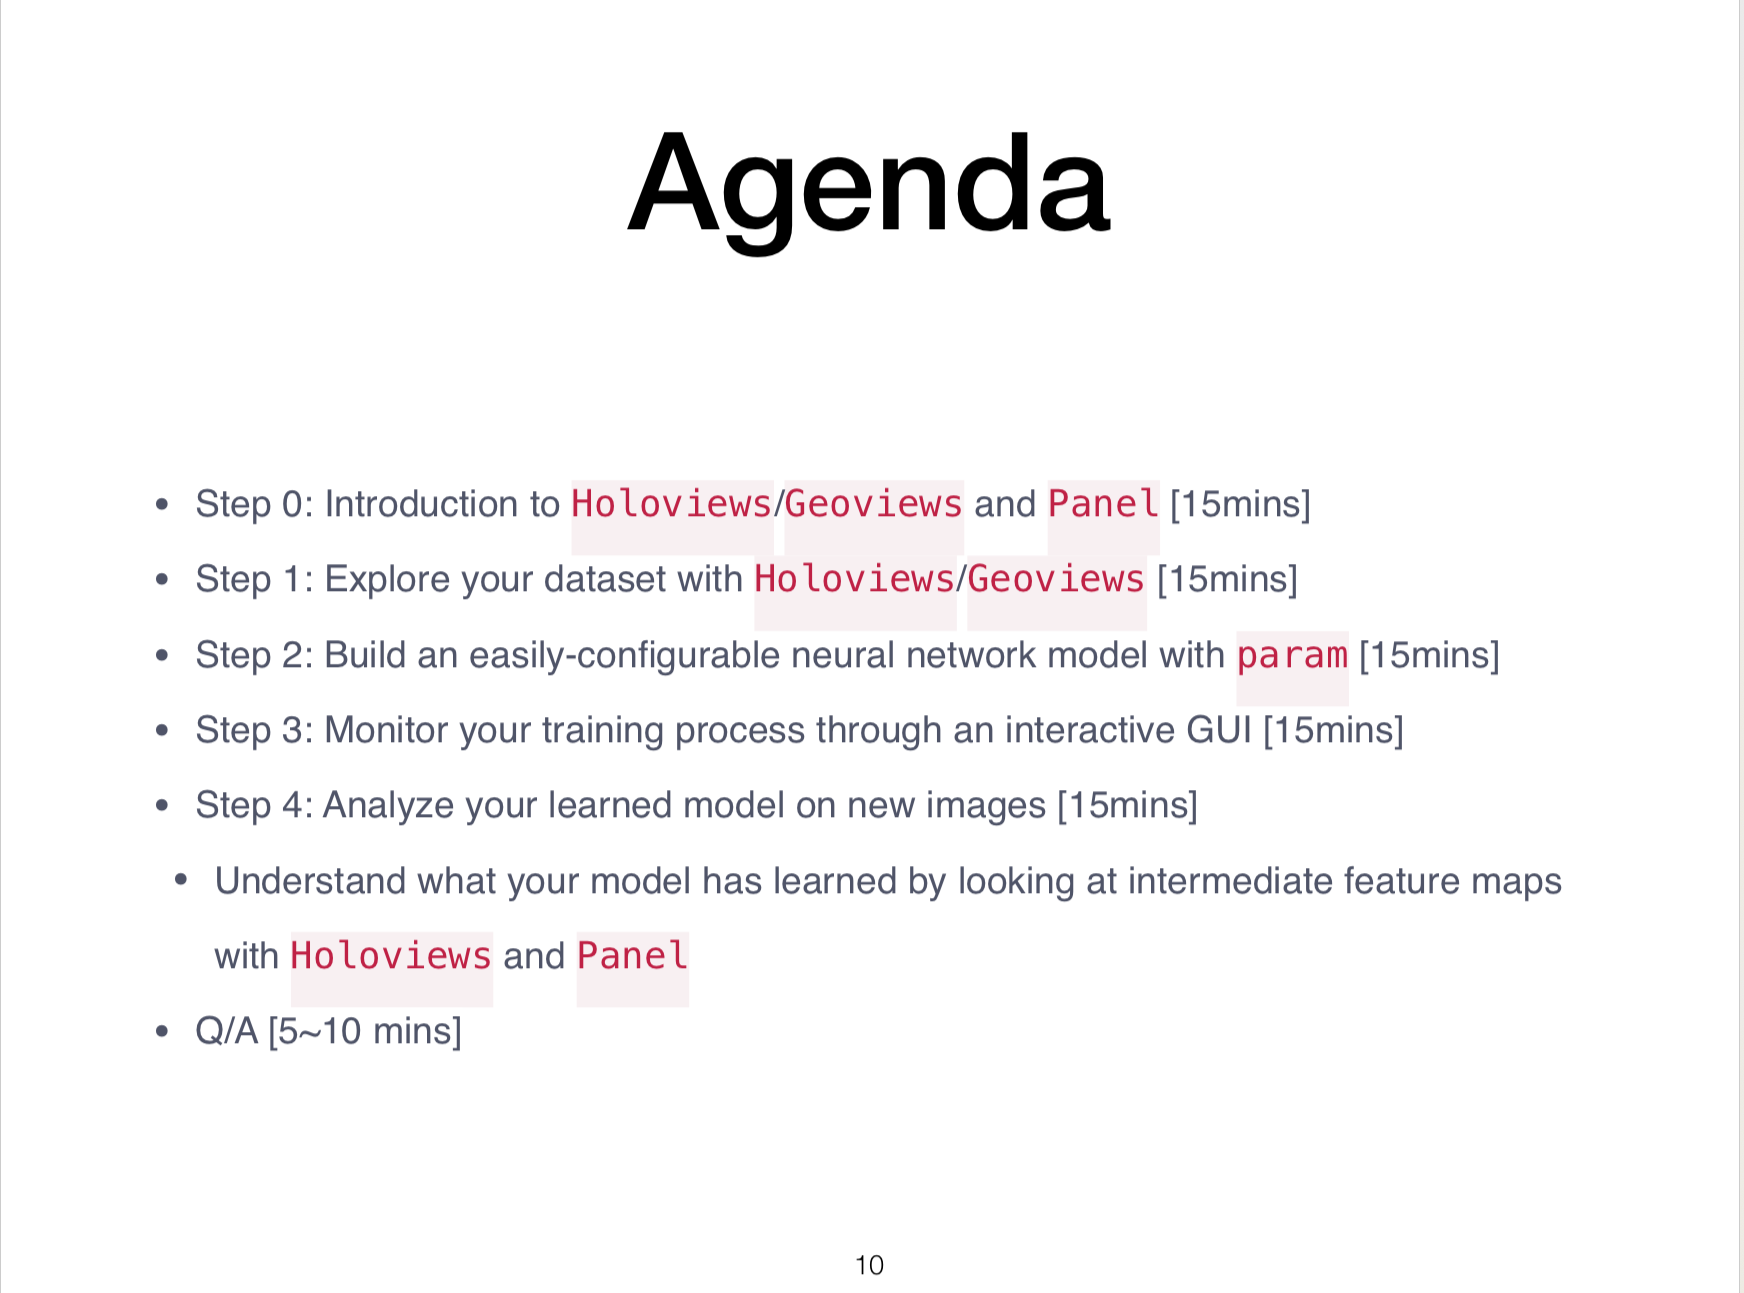 Agenda
• Step 0: Introduction to Holoviews/Geoviews and Panel [15mins]
• Step 1: Explore your dataset with Holoviews/Geoviews [15mins]
• Step 2: Build an easily-configurable neural network model with param [15mins]
• Step 3: Monitor your training process through an interactive GUI [15mins]
• Step 4: Analyze your learned model on new images [15mins]
• Understand what your model has learned by looking at intermediate feature maps
with Holoviews and Panel
• Q/A [5~10 mins]
10